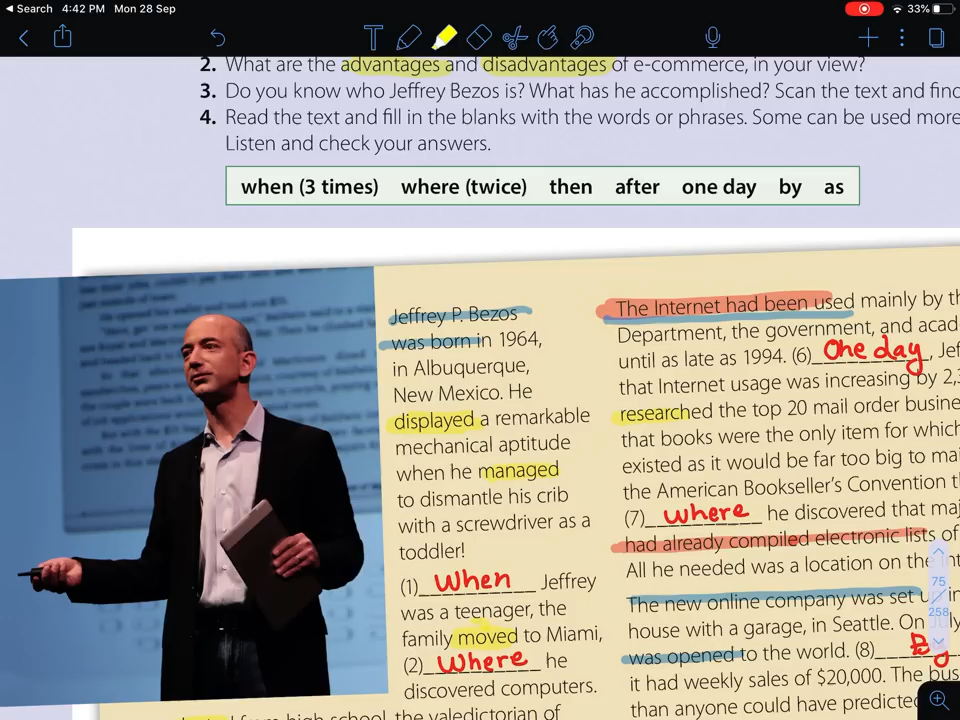 Search 4:42 PM Mon 28 Sep 33%
2. What are the advantages and disadvantages of e-commerce, in your view?
3. Do you know who Jeffrey Bezos is? What has he accomplished? Scan the text and find
4. Read the text and fill in the blanks with the words or phrases. Some can be used more
Listen and check your answers.
when (3 times) where (twice) then after one day by as
Jeffrey P. Bezos
was born in 1964,
in Albuquerque,
New Mexico. He
displayed a remarkable
mechanical aptitude
when he managed
to dismantle his crib
with a screwdriver as a
toddler!
(1) When Jeffrey
was a teenager, the
family moved to Miami,
(2) Where he
discovered computers.
from high school, the valedictorian of
The Internet had been used mainly by th
Department, the government, and acad
until as late as 1994. (6) One day, Jef
that Internet usage was increasing by 2,3
researched the top 20 mail order busine
that books were the only item for which
existed as it would be far too big to mai
the American Bookseller's Convention th
(7) Where he discovered that maj
had already compiled electronic lists of
All he needed was a location on the Int
The new online company was set u in
house with a garage, in Seattle. On ly
was opened to the world. (8) By
it had weekly sales of $20,000. The bus
than anyone could have predicted
75
258